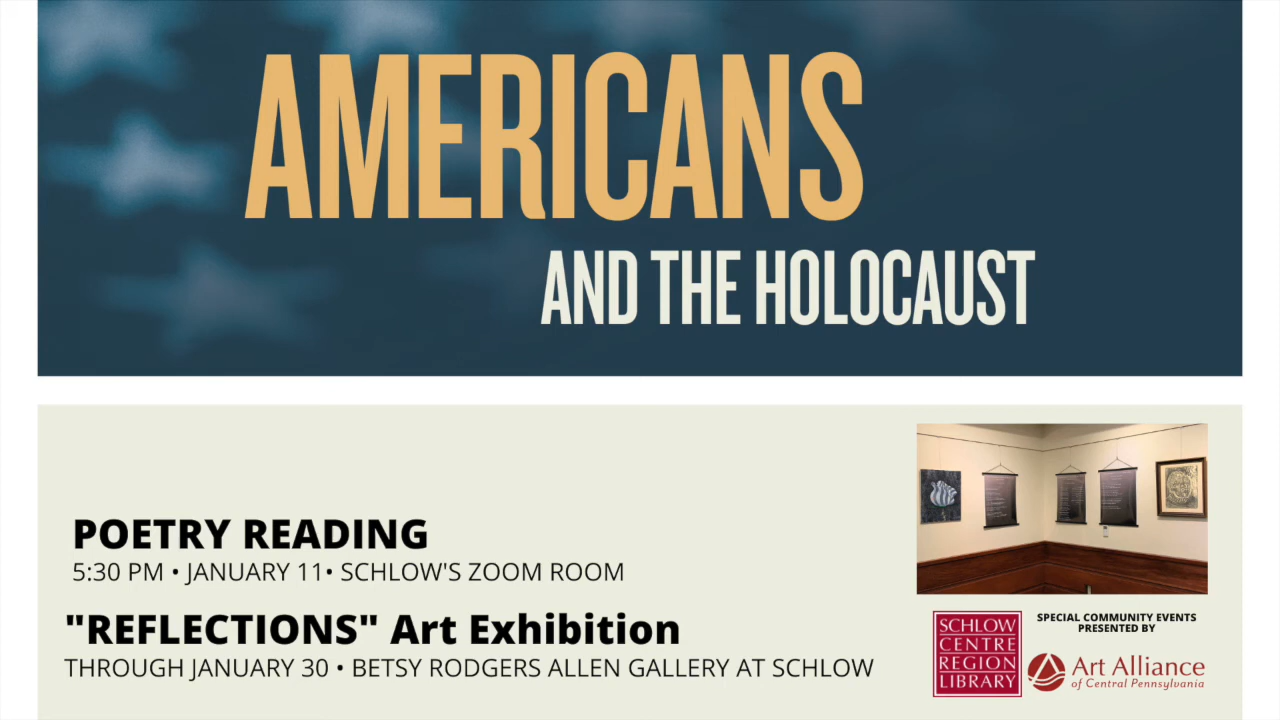 AMERICANS
AND THE HOLOCAUST
POETRY READING
5:30 PM • JANUARY 11• SCHLOW'S ZOOM ROOM
"REFLECTIONS" Art Exhibition
THROUGH JANUARY 30 • BETSY RODGERS ALLEN GALLERY AT SCHLOW
SCHLOW
CENTRE
REGION
LIBRARY
SPECIAL COMMUNITY EVENTS
PRESENTED BY
Art Alliance
of Central Pennsylvania